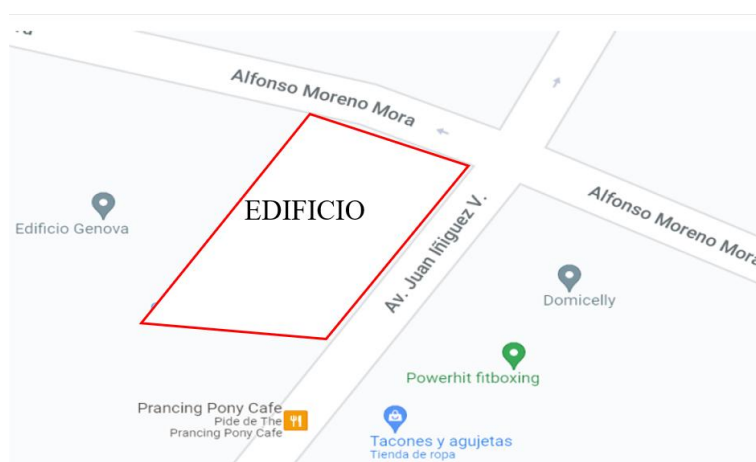 Alfonso Moreno Mora
EDIFICIO
Edificio Genova
Av. Juan Iñiguez V.
Alfonso Moreno Mora
Domicelly
Powerhit fitboxing
Prancing Pony Cafe
Pide de The
Prancing Pony Cafe
Tacones y agujetas
Tienda de ropa